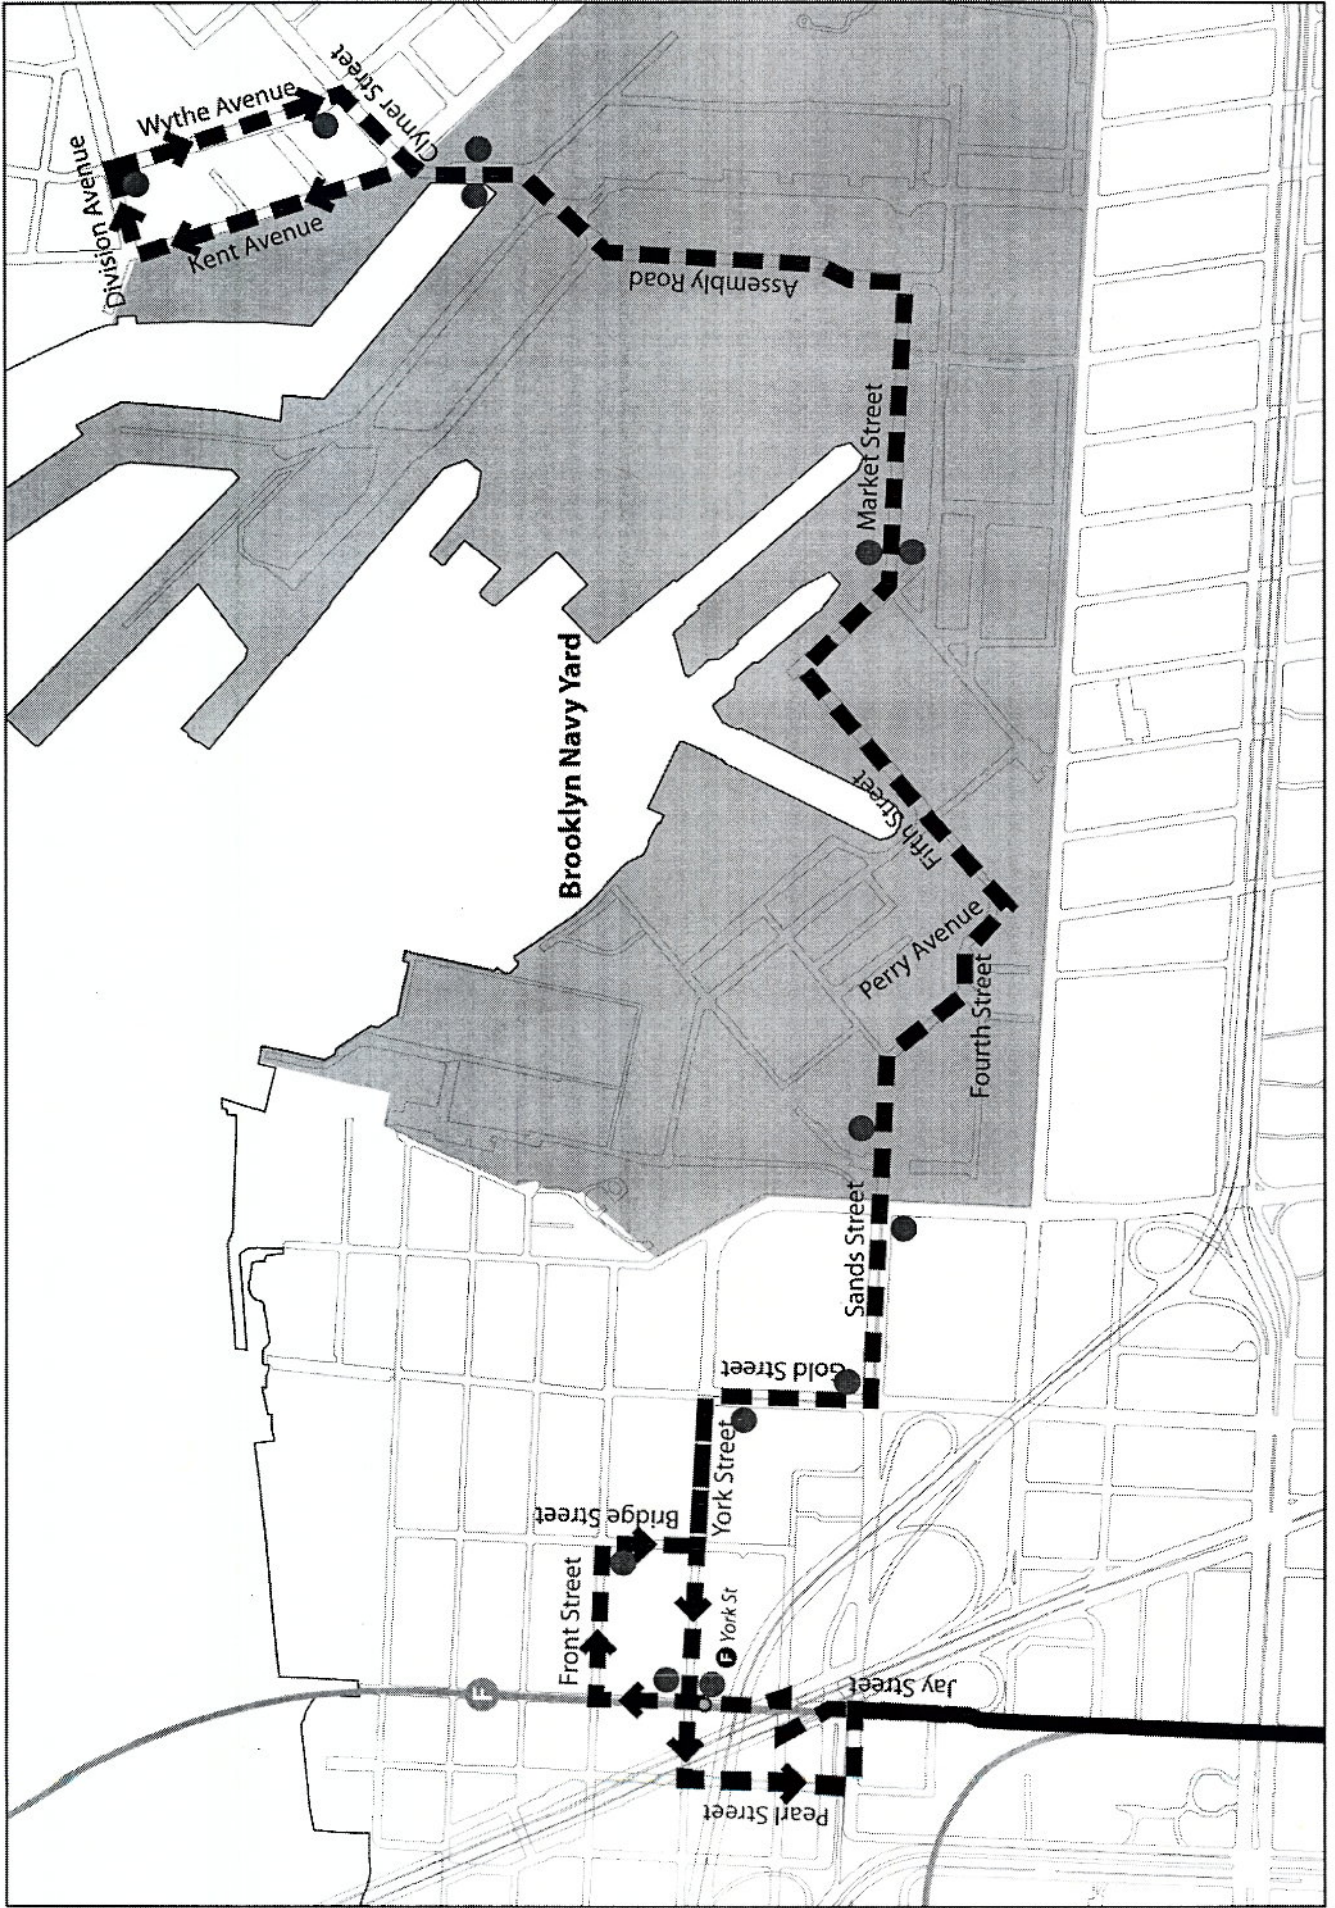 Wythe Avenue
Clymer Street
Division Avenue
Kent Avenue
Assembly Road
Market Street
Brooklyn Navy Yard
Fifth Street
Perry Avenue
Fourth Street
Sands Street
Gold Street
York Street
Bridge Street
Front Street
F York St
F
Jay Street
Pearl Street